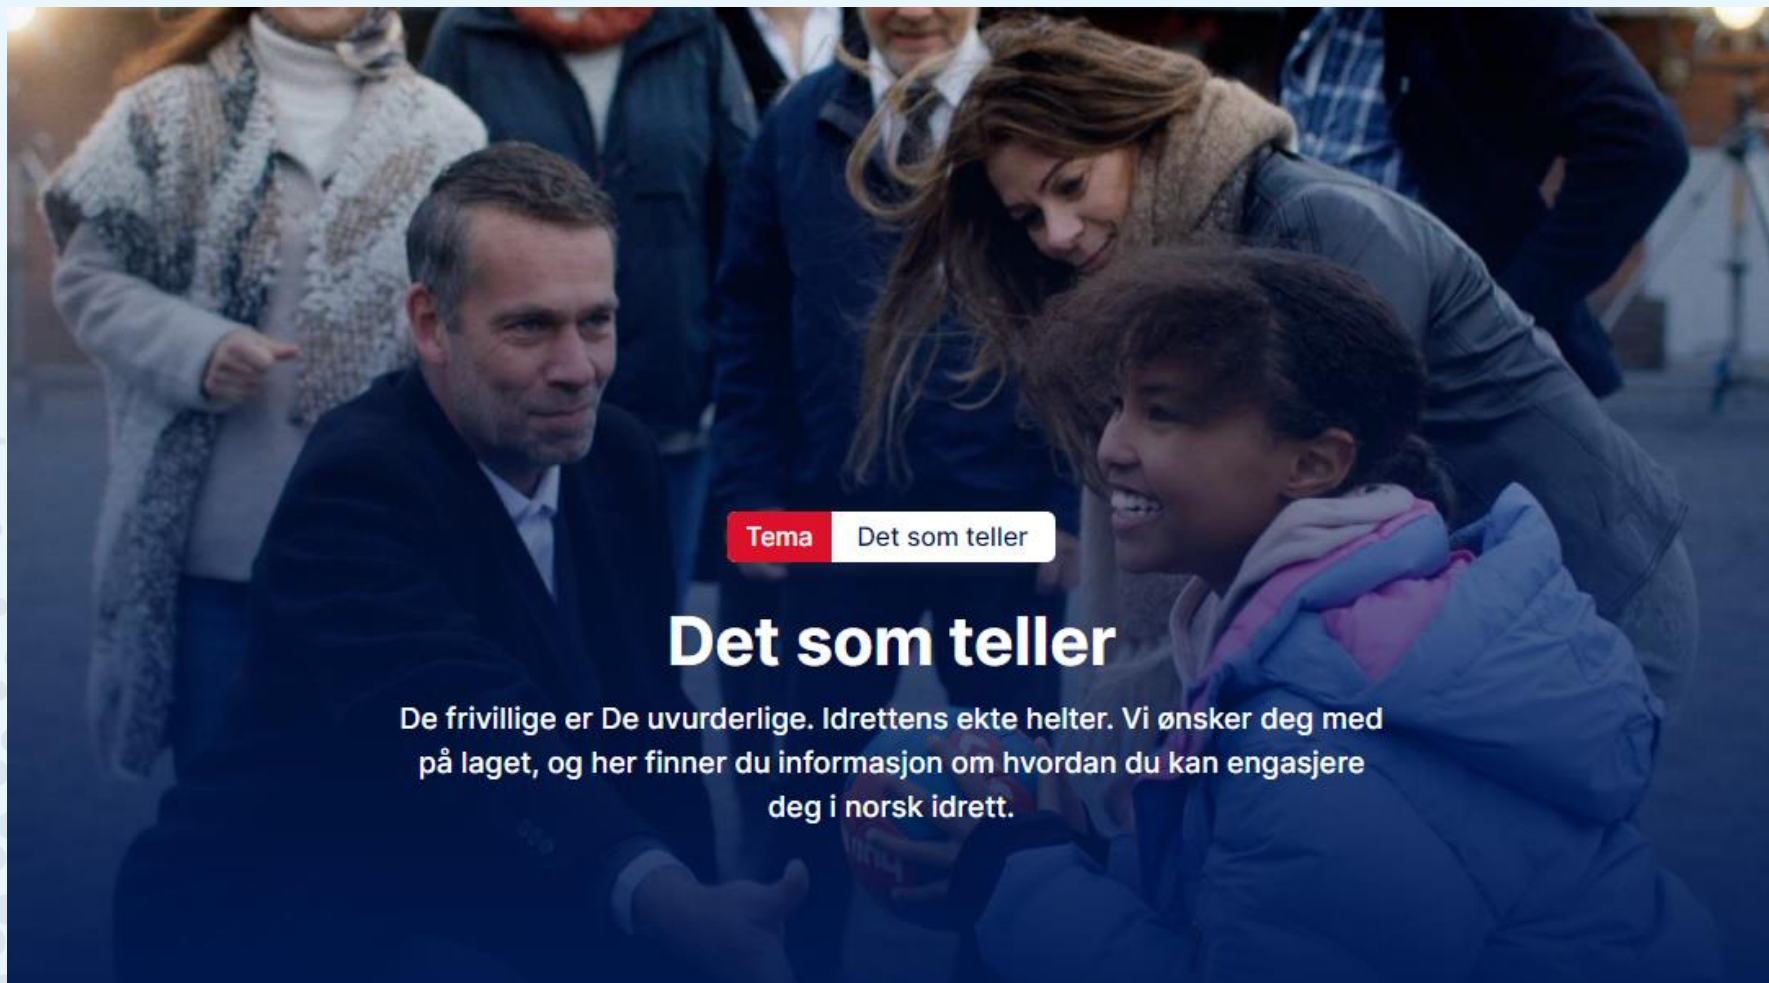 Tema Det som teller
Det som teller
De frivillige er De uvurderlige. Idrettens ekte helter. Vi ønsker deg med
på laget, og her finner du informasjon om hvordan du kan engasjere
deg i norsk idrett.